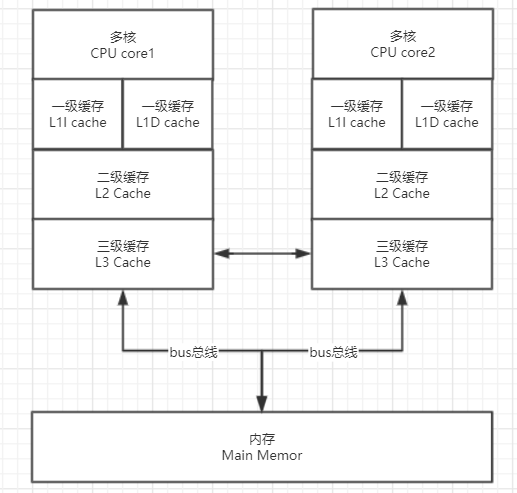 多核
CPU core1
多核
CPU core2
一级缓存
L1I cache
一级缓存
L1D cache
一级缓存
L1I cache
一级缓存
L1D cache
二级缓存
L2 Cache
二级缓存
L2 Cache
三级缓存
L3 Cache
三级缓存
L3 Cache
bus总线
bus总线
内存
Main Memor